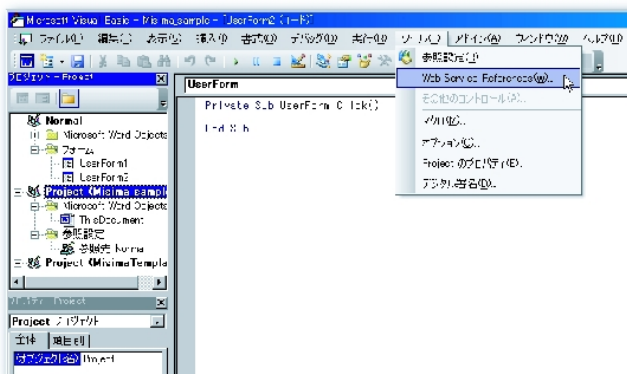 Microsoft Visual Basic - Misima_sample - [UserForm2 (コード)]
ファイル(F) 編集(E) 表示(V) 挿入(I) 書式(O) デバッグ(D) 実行(R) ツール(T) アドイン(A) ウィンドウ(W) ヘルプ(H)
参照設定(R)
Web Service References(W)...
その他のコントロール(A)...
マクロ(M)...
オプション(O)...
Project のプロパティ(E)...
デジタル署名(D)...
プロジェクト - Project
UserForm
Private Sub UserForm_Click()
End Sub
Normal
Microsoft Word Objects
フォーム
UserForm1
UserForm2
Project (Misima_sampl
Microsoft Word Objects
ThisDocument
参照設定
参照先 Norma
Project (MisimaTempla
プロパティ - Project
Project プロジェクト
全体 項目別
(オブジェクト名) Project